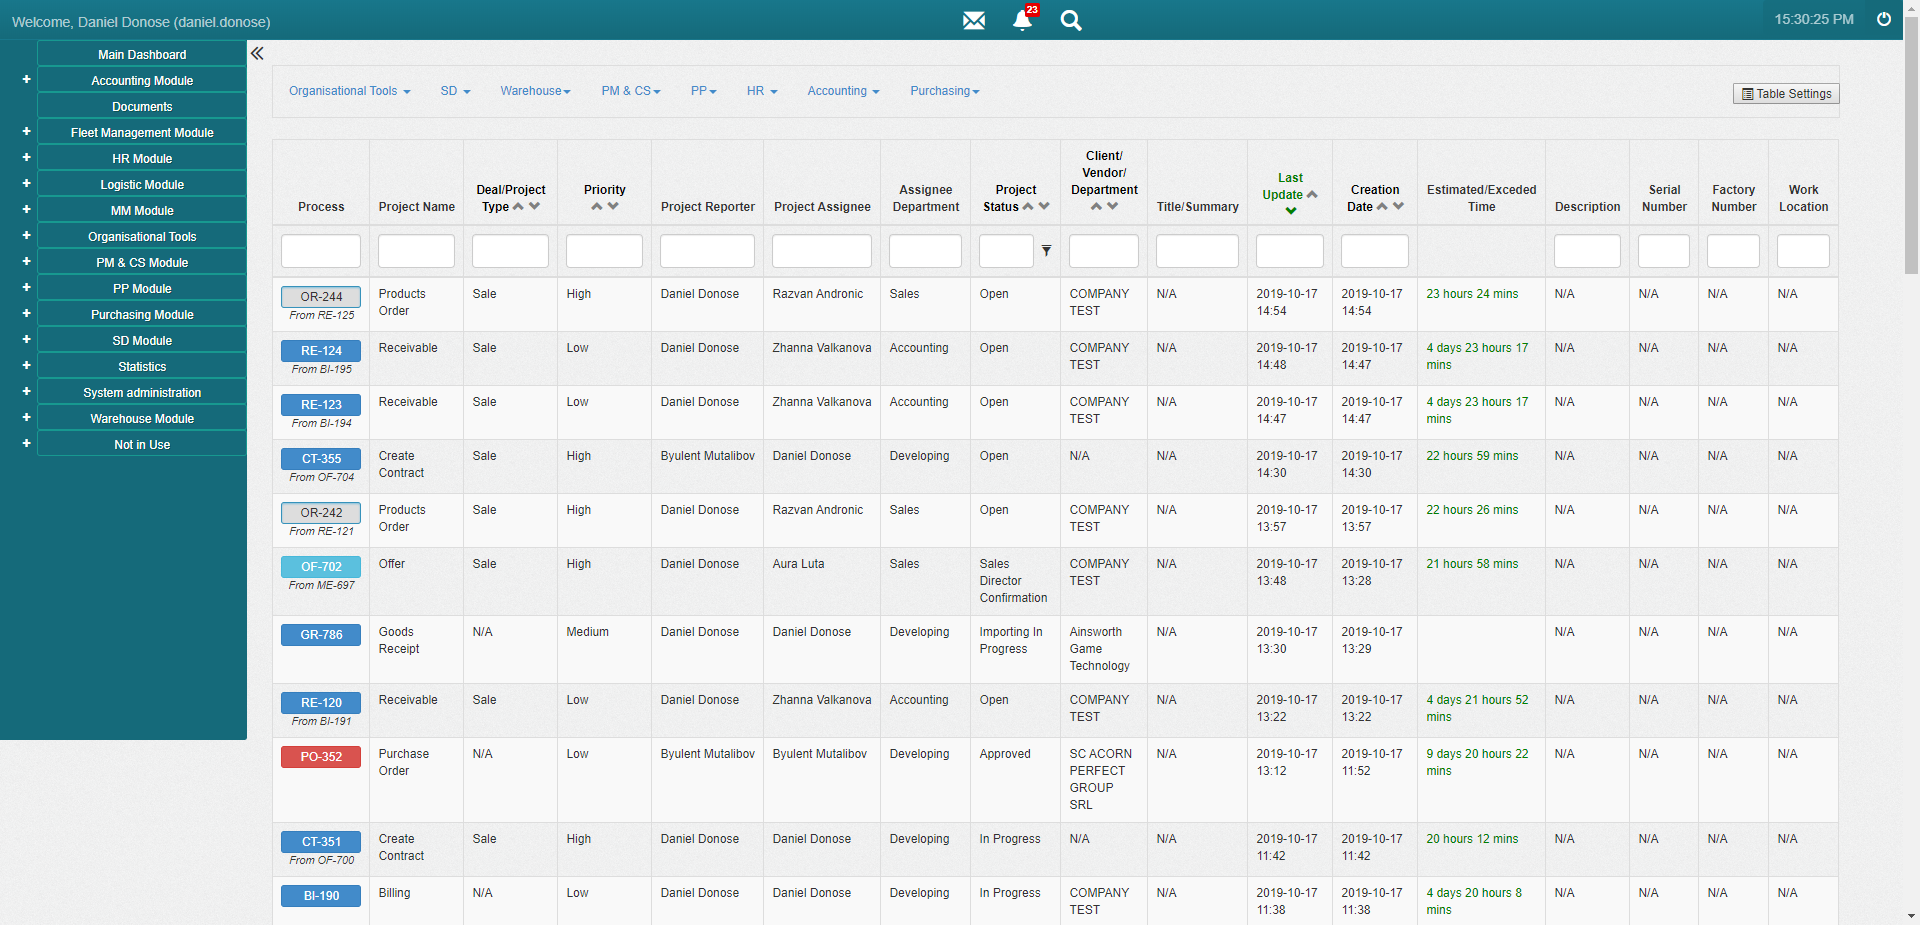 Welcome, Daniel Donose (daniel.donose)
23
15:30:25 PM
Main Dashboard
Accounting Module
Documents
Fleet Management Module
HR Module
Logistic Module
MM Module
Organisational Tools
PM & CS Module
PP Module
Purchasing Module
SD Module
Statistics
System administration
Warehouse Module
Not in Use
Organisational Tools SD Warehouse PM & CS PP HR Accounting Purchasing
Table Settings
Process Project Name Deal/Project Type Priority Project Reporter Project Assignee Assignee Department Project Status Client/ Vendor/ Department Title/Summary Last Update Creation Date Estimated/Exceded Time Description Serial Number Factory Number Work Location
OR-244 From RE-125 Products Order Sale High Daniel Donose Razvan Andronic Sales Open COMPANY TEST N/A 2019-10-17 14:54 2019-10-17 14:54 23 hours 24 mins N/A N/A N/A N/A
RE-124 From BI-195 Receivable Sale Low Daniel Donose Zhanna Valkanova Accounting Open COMPANY TEST N/A 2019-10-17 14:48 2019-10-17 14:47 4 days 23 hours 17 mins N/A N/A N/A N/A
RE-123 From BI-194 Receivable Sale Low Daniel Donose Zhanna Valkanova Accounting Open COMPANY TEST N/A 2019-10-17 14:47 2019-10-17 14:47 4 days 23 hours 17 mins N/A N/A N/A N/A
CT-355 From OF-704 Create Contract Sale High Byulent Mutalibov Daniel Donose Developing Open N/A N/A 2019-10-17 14:30 2019-10-17 14:30 22 hours 59 mins N/A N/A N/A N/A
OR-242 From RE-121 Products Order Sale High Daniel Donose Razvan Andronic Sales Open COMPANY TEST N/A 2019-10-17 13:57 2019-10-17 13:57 22 hours 26 mins N/A N/A N/A N/A
OF-702 From ME-697 Offer Sale High Daniel Donose Aura Luta Sales Sales Director Confirmation COMPANY TEST N/A 2019-10-17 13:48 2019-10-17 13:28 21 hours 58 mins N/A N/A N/A N/A
GR-786 Goods Receipt N/A Medium Daniel Donose Daniel Donose Developing Importing In Progress Ainsworth Game Technology N/A 2019-10-17 13:30 2019-10-17 13:29 N/A N/A N/A N/A
RE-120 From BI-191 Receivable Sale Low Daniel Donose Zhanna Valkanova Accounting Open COMPANY TEST N/A 2019-10-17 13:22 2019-10-17 13:22 4 days 21 hours 52 mins N/A N/A N/A N/A
PO-352 Purchase Order N/A Low Byulent Mutalibov Byulent Mutalibov Developing Approved SC ACORN PERFECT GROUP SRL N/A 2019-10-17 13:12 2019-10-17 11:52 9 days 20 hours 22 mins N/A N/A N/A N/A
CT-351 From OF-700 Create Contract Sale High Daniel Donose Daniel Donose Developing In Progress N/A N/A 2019-10-17 11:42 2019-10-17 11:42 20 hours 12 mins N/A N/A N/A N/A
BI-190 Billing N/A Low Daniel Donose Daniel Donose Developing In Progress COMPANY TEST N/A 2019-10-17 11:38 2019-10-17 11:38 4 days 20 hours 8 mins N/A N/A N/A N/A